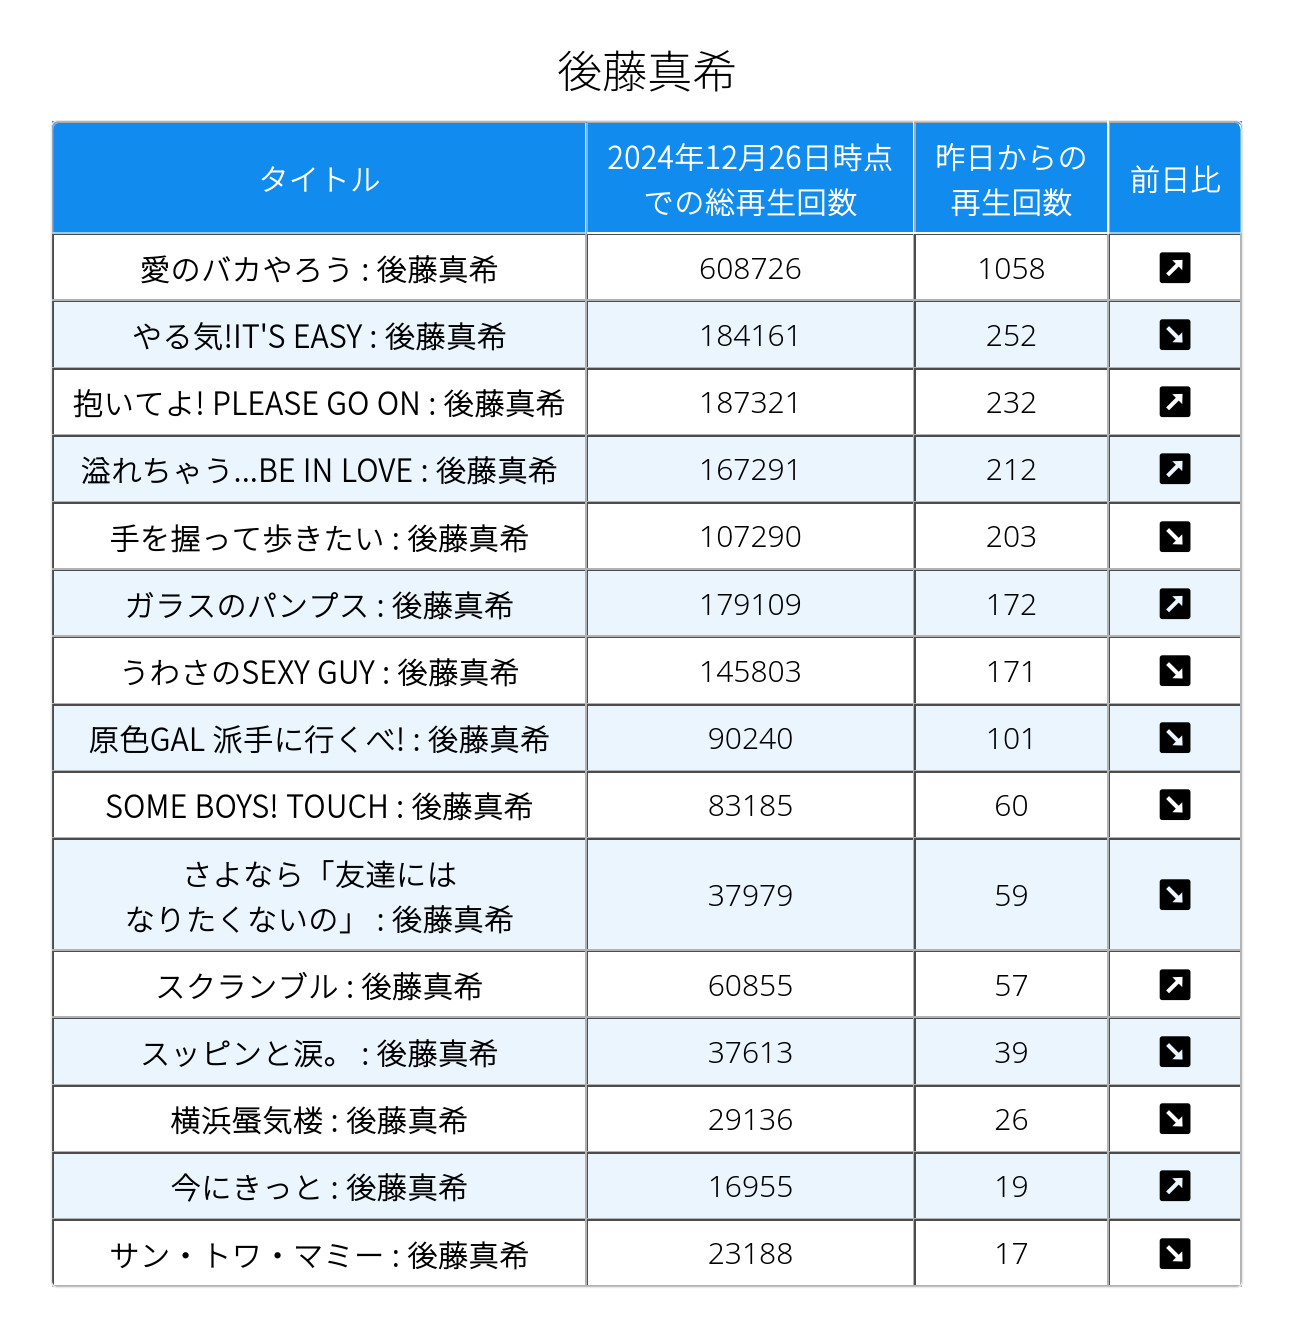 後藤真希
タイトル
2024年12月26日時点
での総再生回数
昨日からの
再生回数
前日比
愛のバカやろう : 後藤真希 608726 1058 ↗
やる気!IT'S EASY : 後藤真希 184161 252 ↘
抱いてよ! PLEASE GO ON : 後藤真希 187321 232 ↗
溢れちゃう...BE IN LOVE : 後藤真希 167291 212 ↗
手を握って歩きたい : 後藤真希 107290 203 ↘
ガラスのパンプス : 後藤真希 179109 172 ↗
うわさのSEXY GUY : 後藤真希 145803 171 ↘
原色GAL 派手に行くべ! : 後藤真希 90240 101 ↘
SOME BOYS! TOUCH : 後藤真希 83185 60 ↘
さよなら「友達には
なりたくないの」 : 後藤真希 37979 59 ↘
スクランブル : 後藤真希 60855 57 ↗
スッピンと涙。 : 後藤真希 37613 39 ↘
横浜蜃気楼 : 後藤真希 29136 26 ↘
今にきっと : 後藤真希 16955 19 ↗
サン・トワ・マミー : 後藤真希 23188 17 ↘